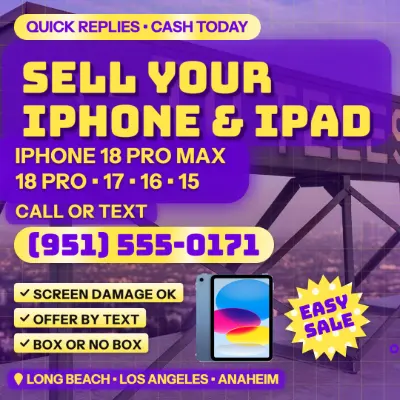 QUICK REPLIES • CASH TODAY
SELL YOUR
IPHONE & IPAD
IPHONE 18 PRO MAX
18 PRO • 17 • 16 • 15
CALL OR TEXT
(951) 555-0171
✓ SCREEN DAMAGE OK
✓ OFFER BY TEXT
✓ BOX OR NO BOX
EASY
SALE
LONG BEACH • LOS ANGELES • ANAHEIM